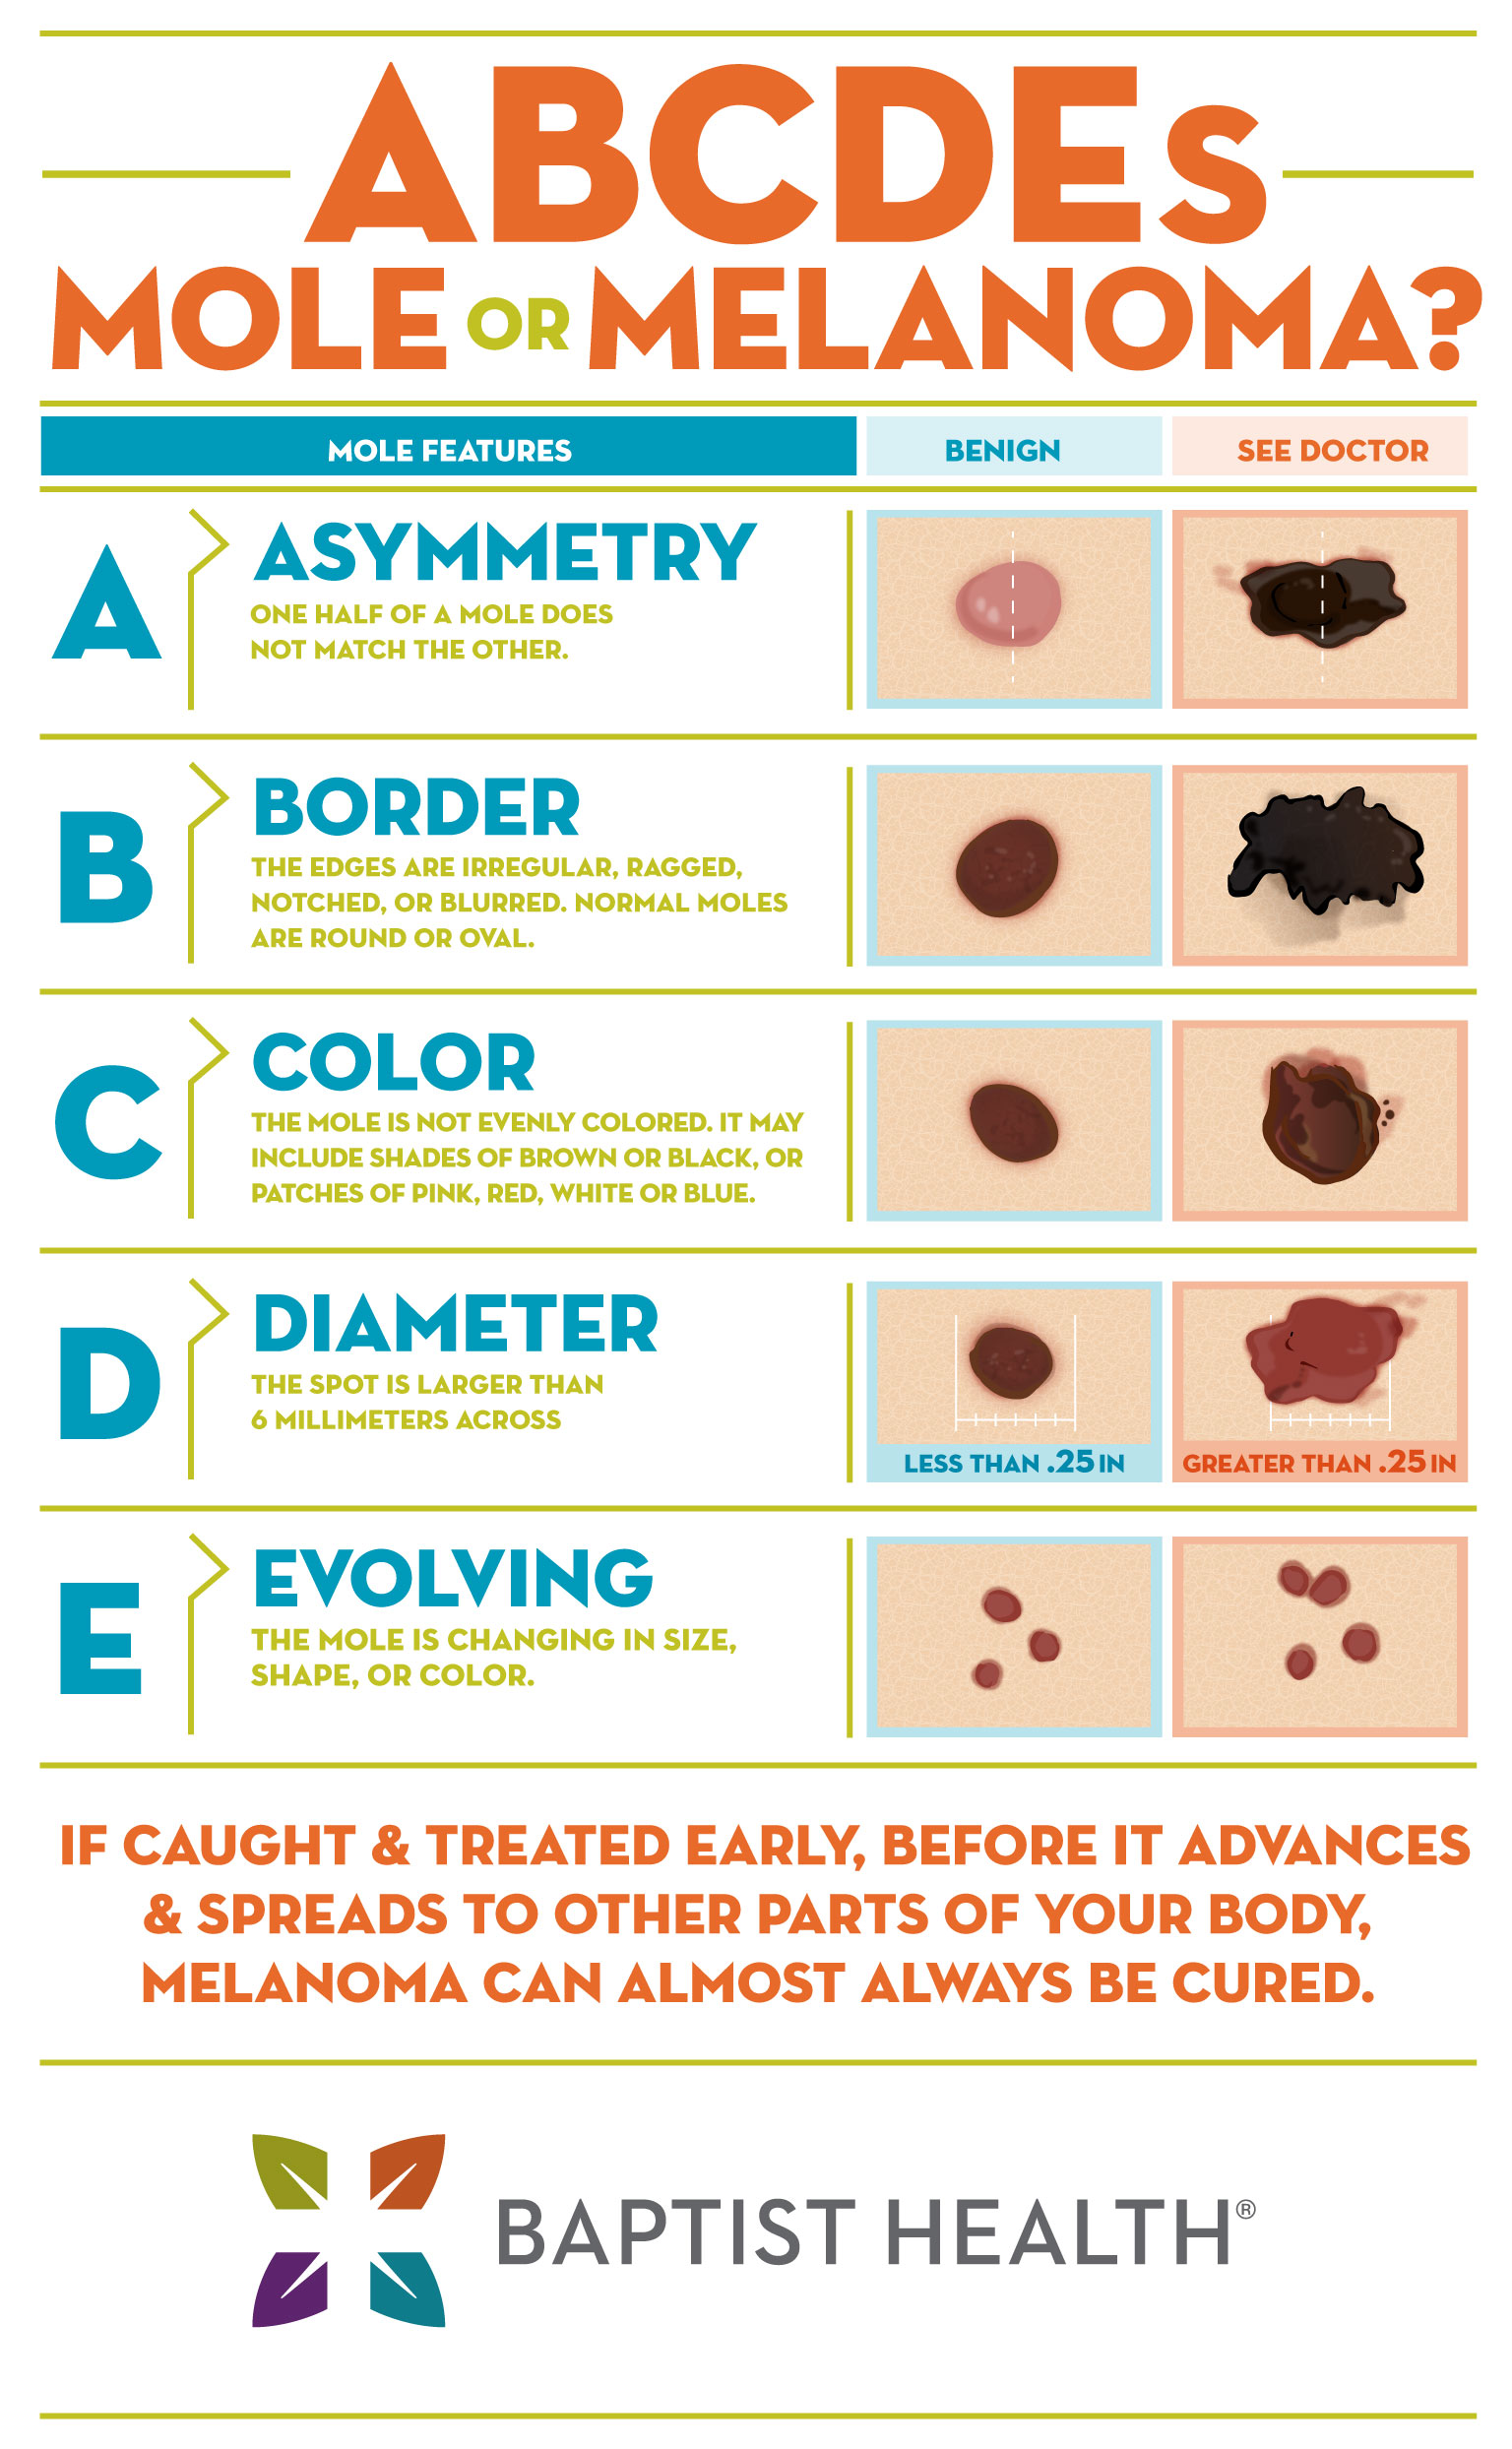 ABCDEs
MOLE OR MELANOMA?
MOLE FEATURES
BENIGN
SEE DOCTOR
A
ASYMMETRY
ONE HALF OF A MOLE DOES
NOT MATCH THE OTHER.
B
BORDER
THE EDGES ARE IRREGULAR, RAGGED,
NOTCHED, OR BLURRED. NORMAL MOLES
ARE ROUND OR OVAL.
C
COLOR
THE MOLE IS NOT EVENLY COLORED. IT MAY
INCLUDE SHADES OF BROWN OR BLACK, OR
PATCHES OF PINK, RED, WHITE OR BLUE.
D
DIAMETER
THE SPOT IS LARGER THAN
6 MILLIMETERS ACROSS
LESS THAN .25 IN
GREATER THAN .25 IN
E
EVOLVING
THE MOLE IS CHANGING IN SIZE,
SHAPE, OR COLOR.
IF CAUGHT & TREATED EARLY, BEFORE IT ADVANCES
& SPREADS TO OTHER PARTS OF YOUR BODY,
MELANOMA CAN ALMOST ALWAYS BE CURED.
BAPTIST HEALTH®